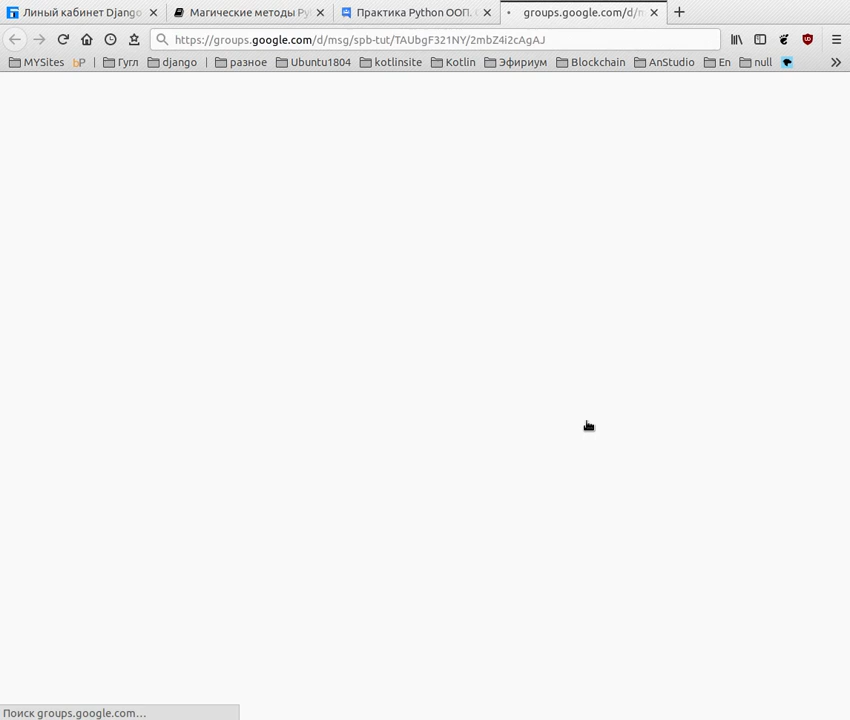 Линый кабинет Django
Магические методы Py
Практика Python ООП. С
groups.google.com/d/m
https://groups.google.com/d/msg/spb-tut/TAUbgF321NY/2mbZ4i2cAgAJ
MYSites bP | Гугл django | разное Ubuntu1804 kotlinsite Kotlin Эфириум Blockchain AnStudio En null
Поиск groups.google.com…